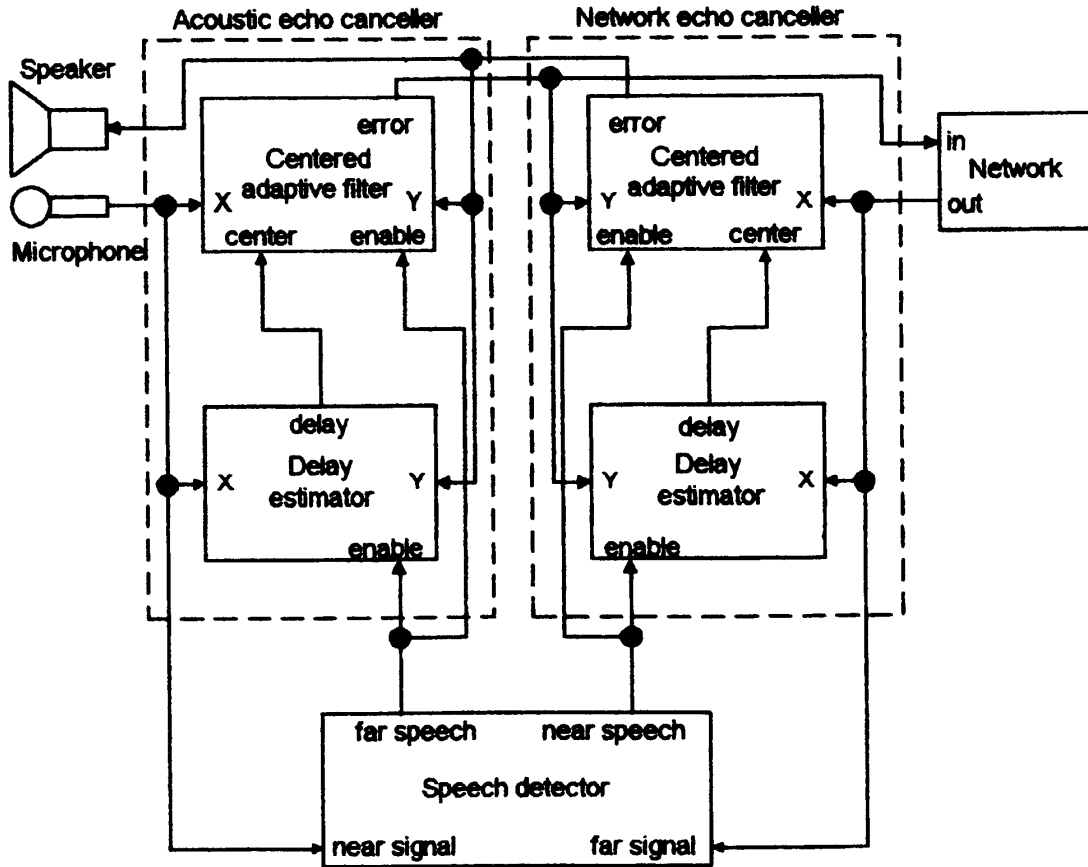 Acoustic echo canceller
Network echo canceller
Speaker
Microphone
error
Centered
adaptive filter
X
Y
center
enable
error
Centered
adaptive filter
Y
X
enable
center
in
Network
out
delay
Delay
estimator
X
Y
enable
delay
Delay
estimator
Y
X
enable
far speech
near speech
Speech detector
near signal
far signal